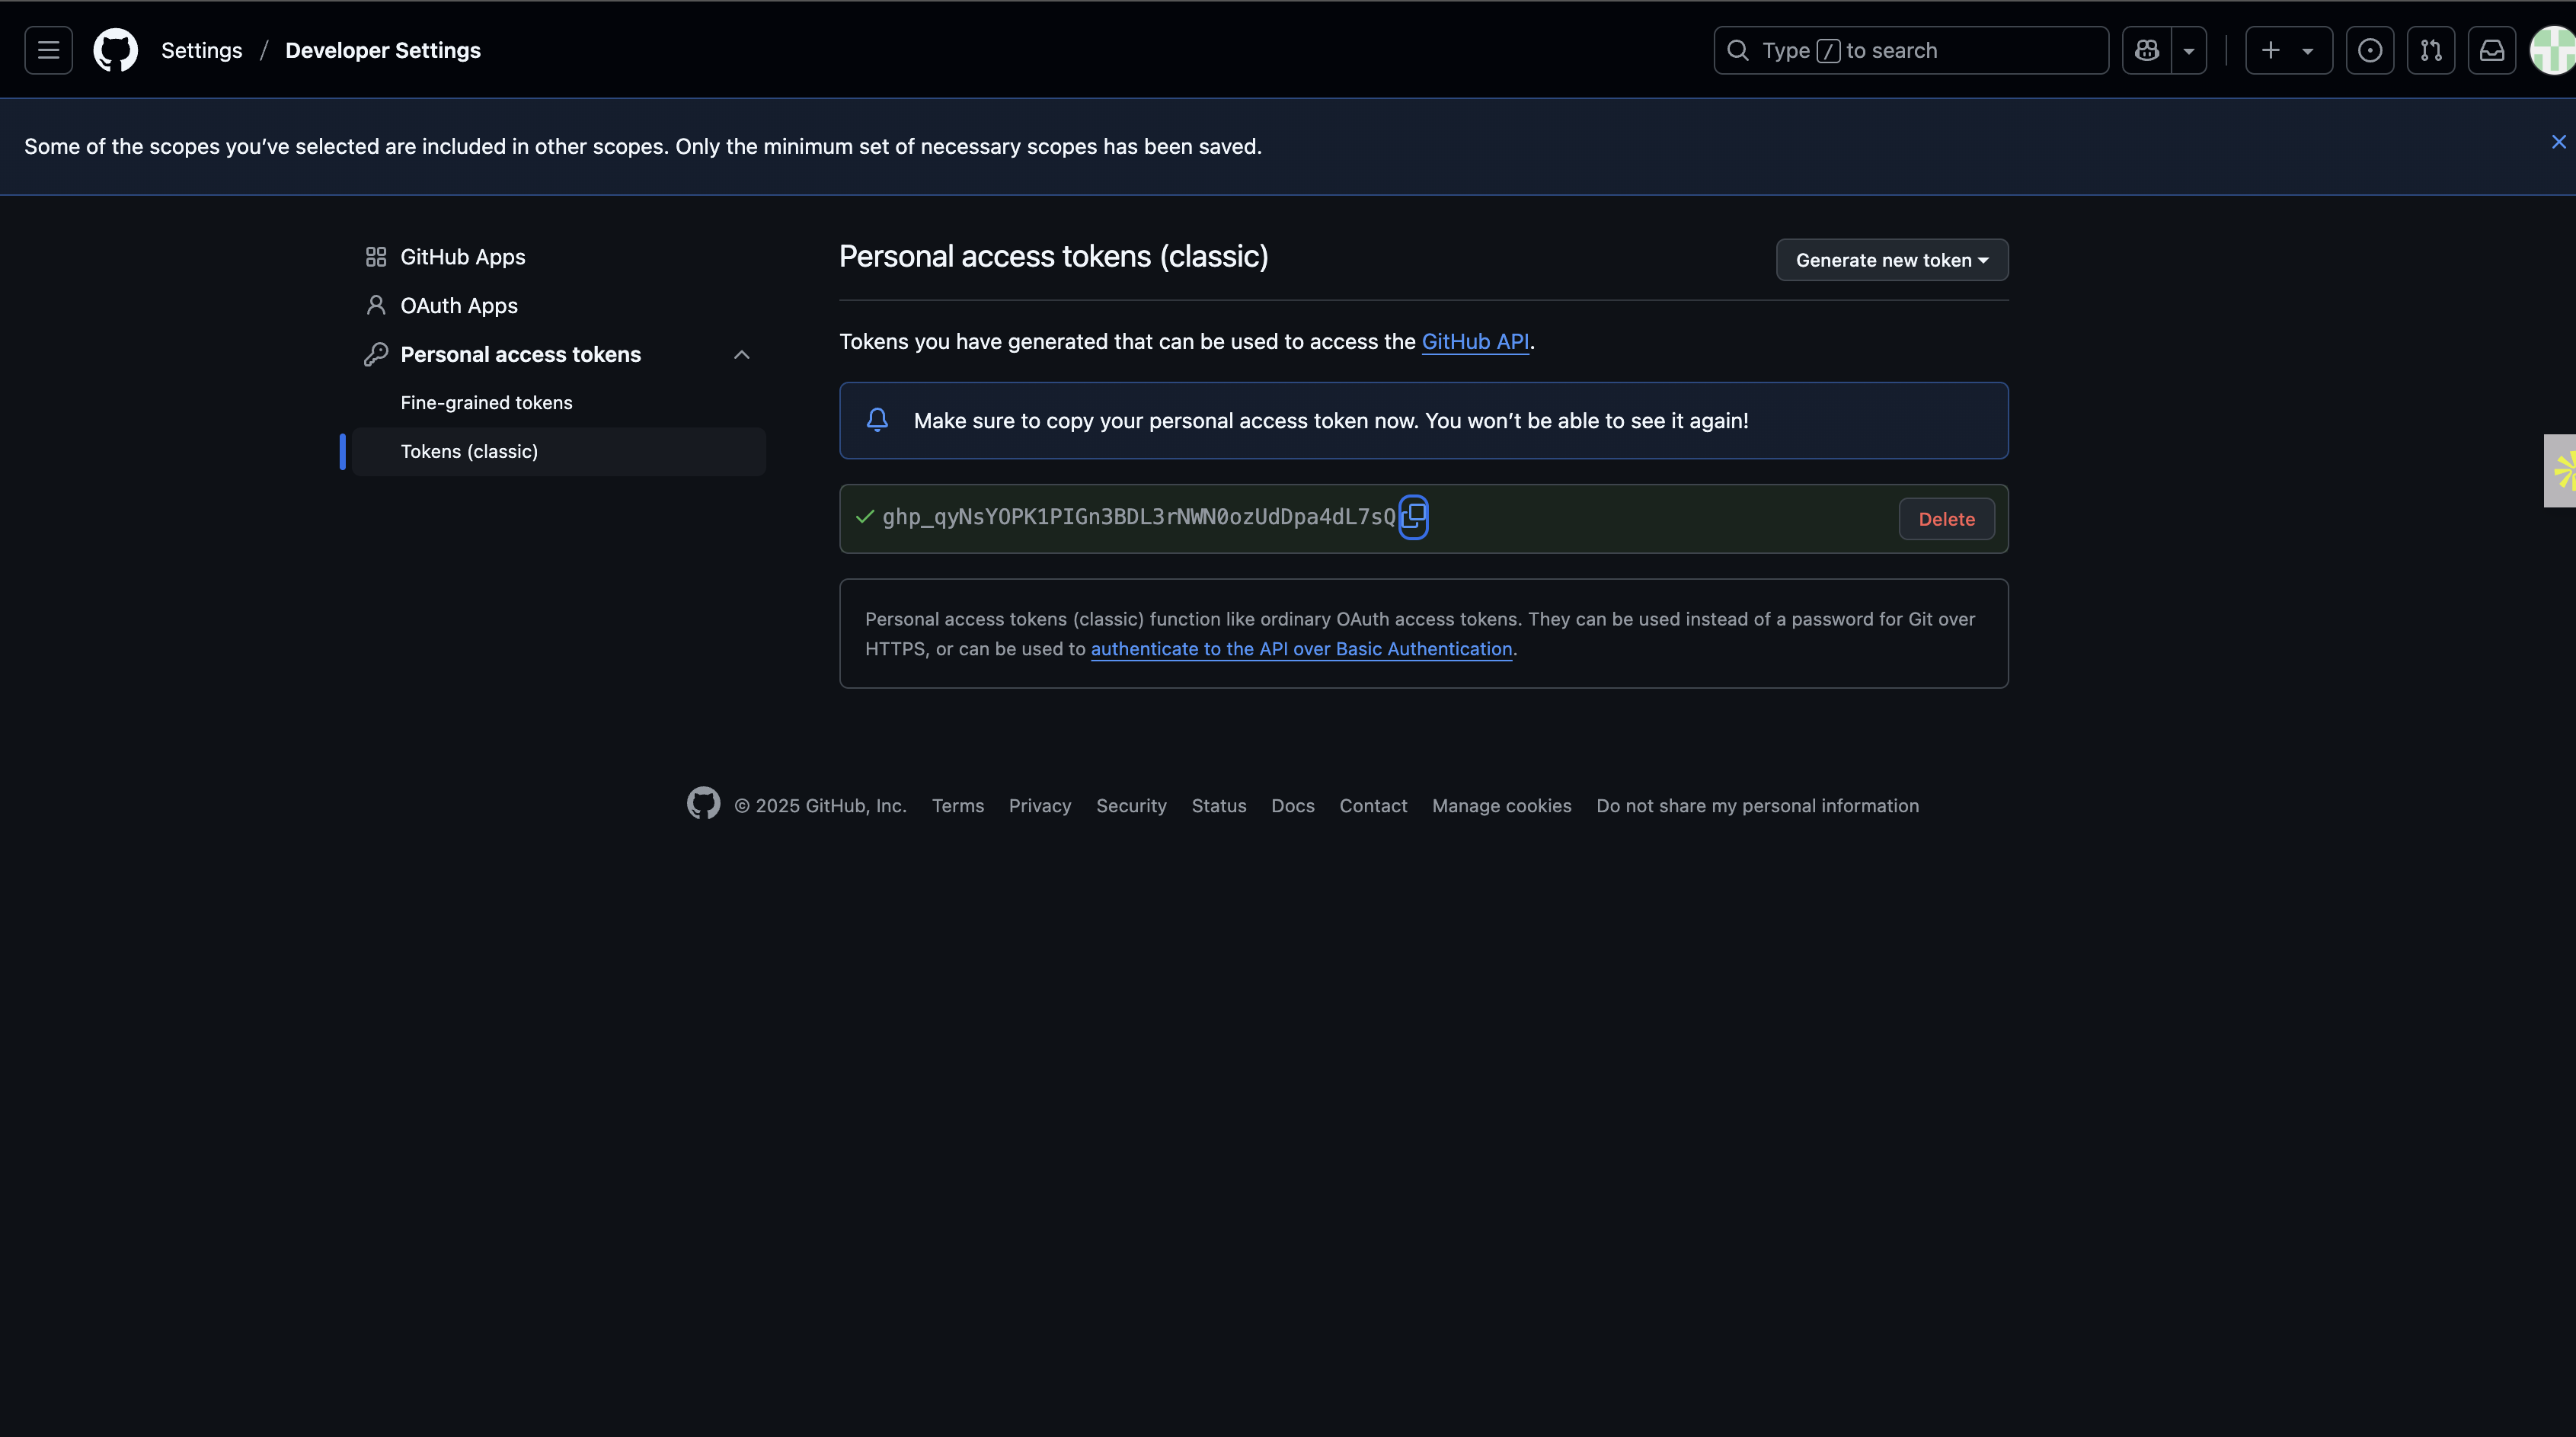 Settings / Developer Settings
Type / to search
Some of the scopes you’ve selected are included in other scopes. Only the minimum set of necessary scopes has been saved.
GitHub Apps
OAuth Apps
Personal access tokens
Fine-grained tokens
Tokens (classic)
Personal access tokens (classic)
Generate new token
Tokens you have generated that can be used to access the GitHub API.
Make sure to copy your personal access token now. You won’t be able to see it again!
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
Delete
Personal access tokens (classic) function like ordinary OAuth access tokens. They can be used instead of a password for Git over
HTTPS, or can be used to authenticate to the API over Basic Authentication.
© 2025 GitHub, Inc. Terms Privacy Security Status Docs Contact Manage cookies Do not share my personal information